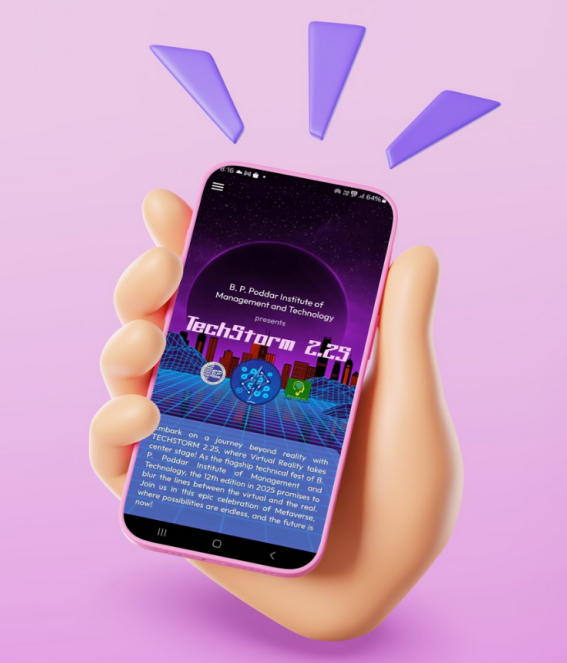 8:16
64%
B. P. Poddar Institute of
Management and Technology
presents
TechStorm 2.25
Embark on a journey beyond reality with
TECHSTORM 2.25, where Virtual Reality takes
center stage! As the flagship technical fest of B.
P. Poddar Institute of Management and
Technology, the 12th edition in 2025 promises to
blur the lines between the virtual and the real.
Join us in this epic celebration of Metaverse,
where possibilities are endless, and the future is
now!